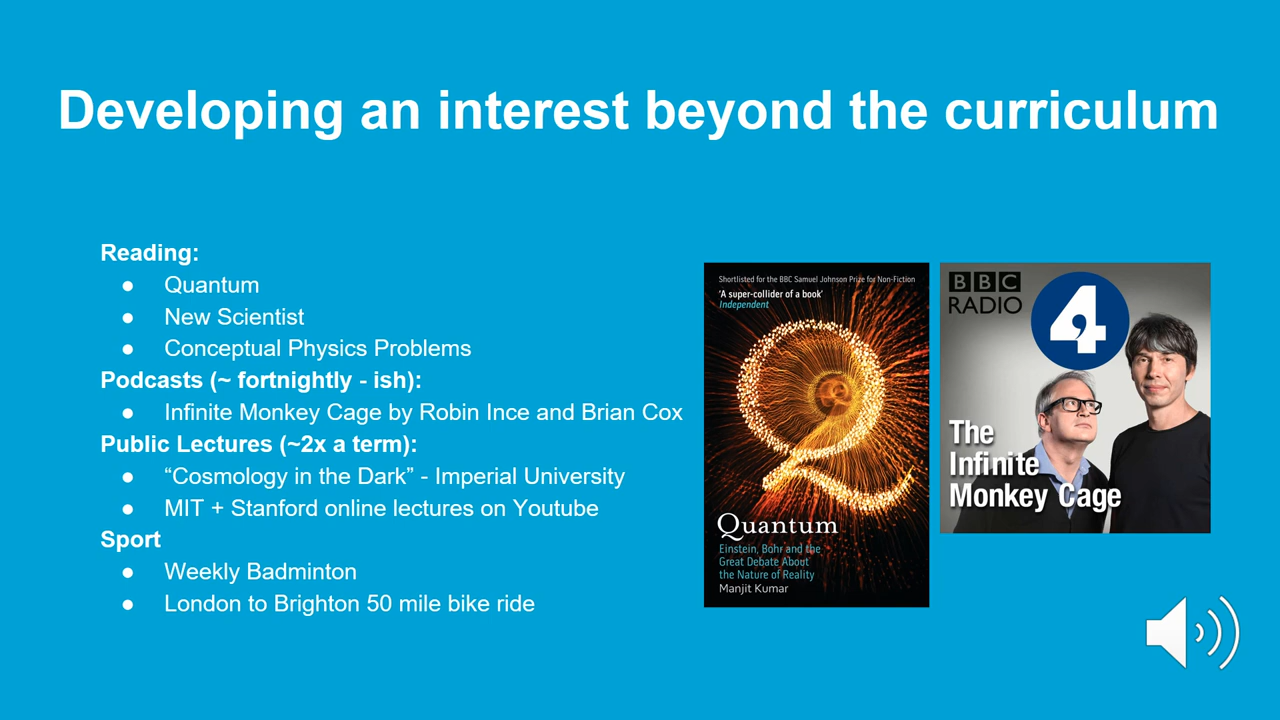 Developing an interest beyond the curriculum
Reading:
● Quantum
● New Scientist
● Conceptual Physics Problems
Podcasts (~ fortnightly - ish):
● Infinite Monkey Cage by Robin Ince and Brian Cox
Public Lectures (~2x a term):
● “Cosmology in the Dark” - Imperial University
● MIT + Stanford online lectures on Youtube
Sport
● Weekly Badminton
● London to Brighton 50 mile bike ride
Shortlisted for the BBC Samuel Johnson Prize for Non-Fiction
‘A super-collider of a book’
Independent
Q
Quantum
Einstein, Bohr and the
Great Debate About
the Nature of Reality
Manjit Kumar
BBC
RADIO
4
The
Infinite
Monkey Cage